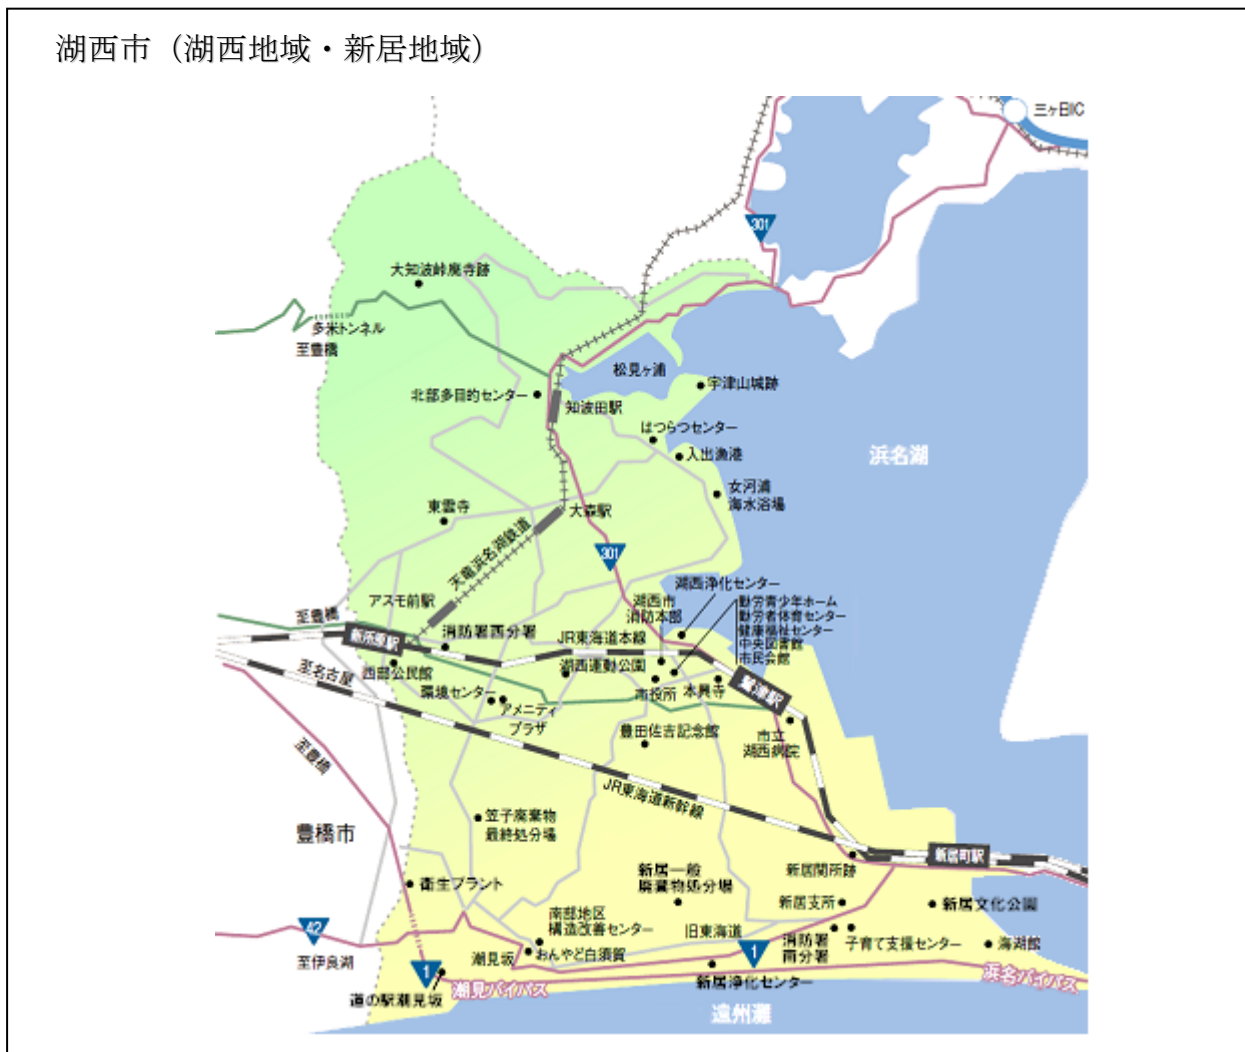 湖西市（湖西地域・新居地域）
三ヶ日IC
301
大知波峠廃寺跡
多米トンネル
至豊橋
松見ヶ浦
宇津山城跡
北部多目的センター
知波田駅
はつらつセンター
入出漁港
浜名湖
女河浦
海水浴場
東雲寺
大森駅
天竜浜名湖鉄道
301
湖西浄化センター
アスモ前駅
湖西市
消防本部
勤労青少年ホーム
勤労者体育センター
健康福祉センター
中央図書館
市民会館
至豊橋
新所原駅
消防署西分署
JR東海道本線
西部公民館
湖西運動公園
至名古屋
環境センター
市役所
本興寺
鷲津駅
アメニティ
プラザ
豊田佐吉記念館
市立
湖西病院
至豊橋
JR東海道新幹線
笠子廃棄物
最終処分場
豊橋市
新居町駅
新居関所跡
新居一般
廃棄物処分場
衛生プラント
新居支所
新居文化公園
南部地区
構造改善センター
旧東海道
42
1
消防署
南分署
子育て支援センター
海湖館
至伊良湖
潮見坂
おんやど白須賀
1
新居浄化センター
浜名バイパス
道の駅潮見坂
潮見バイパス
遠州灘